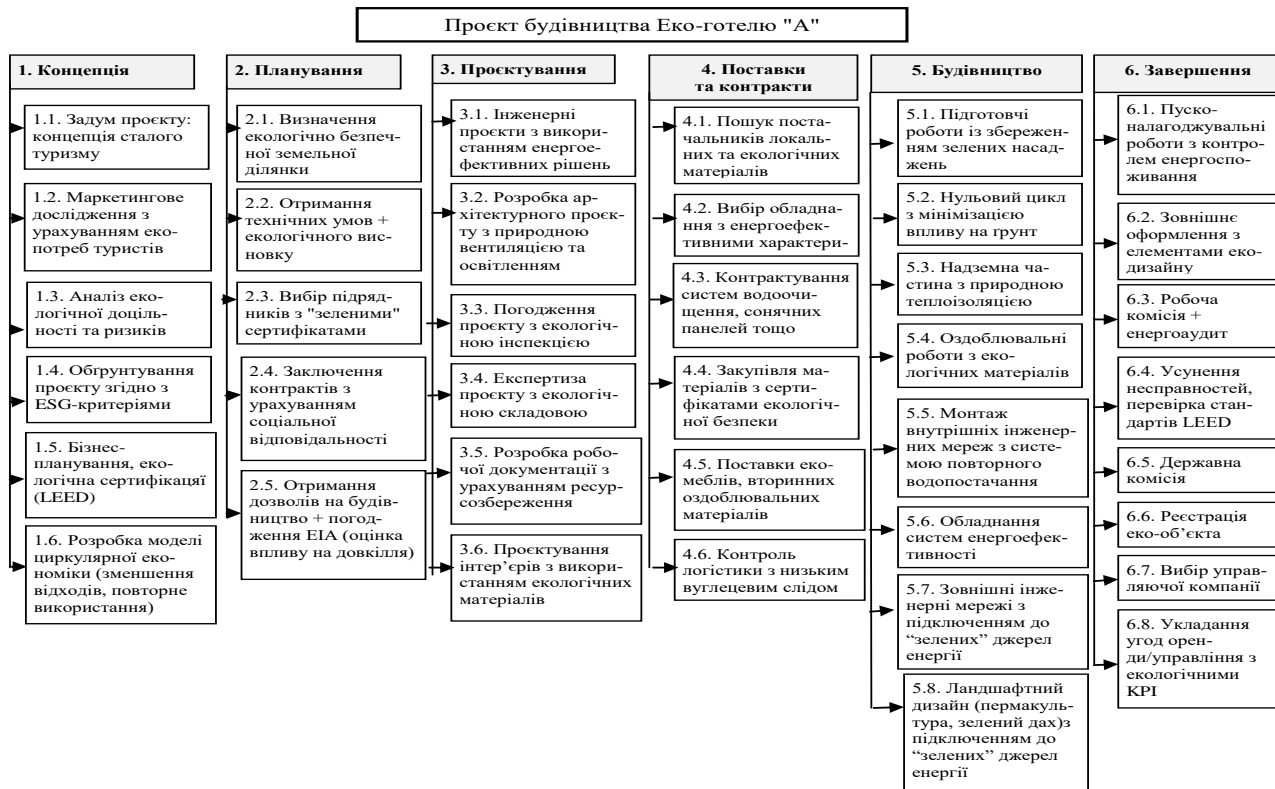 Проєкт будівництва Еко-готелю "А"
1. Концепція
1.1. Задум проєкту:
концепція сталого
туризму
1.2. Маркетингове
дослідження з
урахуванням еко-
потреб туристів
1.3. Аналіз еко-
логічної доціль-
ності та ризиків
1.4. Обґрунтування
проєкту згідно з
ESG-критеріями
1.5. Бізнес-
планування, еко-
логічна сертифікацяї
(LEED)
1.6. Розробка моделі
циркулярної еко-
номіки (зменшення
відходів, повторне
використання)
2. Планування
2.1. Визначення
екологічно безпеч-
ної земельної
ділянки
2.2. Отримання
технічних умов +
екологічного вис-
новку
2.3. Вибір підряд-
ників з "зеленими"
сертифікатами
2.4. Заключення
контрактів з
урахуванням
соціальної
відповідальності
2.5. Отримання
дозволів на будів-
ництво + погод-
ження EIA (оцінка
впливу на довкілля)
3. Проєктування
3.1. Інженерні
проєкти з викори-
станням енергое-
фективних рішень
3.2. Розробка ар-
хітектурного проєк-
ту з природною
вентиляцією та
освітленням
3.3. Погодження
проєкту з екологіч-
ною інспекцією
3.4. Експертиза
проєкту з екологіч-
ною складовою
3.5. Розробка робо-
чої документації з
урахуванням ресур-
созбереження
3.6. Проєктування
інтер’єрів з викори-
станням екологічних
матеріалів
4. Поставки
та контракти
4.1. Пошук поста-
чальників локаль-
них та екологічних
матеріалів
4.2. Вибір обладнан-
ня з енергоефек-
тивними характери-
4.3. Контрактування
систем водоочи-
щення, сонячних
панелей тощо
4.4. Закупівля ма-
теріалів з серти-
фікатами екологіч-
ної безпеки
4.5. Поставки еко-
меблів, вторинних
оздоблювальних
матеріалів
4.6. Контроль
логістики з низьким
вуглецевим слідом
5. Будівництво
5.1. Підготовчі
роботи із збережен-
ням зелених насад-
жень
5.2. Нульовий цикл
з мінімізацією
впливу на ґрунт
5.3. Надземна ча-
стина з природною
теплоізоляцією
5.4. Оздоблювальні
роботи з еко-
логічних матеріалів
5.5. Монтаж
внутрішніх інженер-
них мереж з си-
стемою повторного
водопостачання
5.6. Обладнання
систем енергоефек-
тивності
5.7. Зовнішні інже-
нерні мережі з
підключенням до
“зелених” джерел
енергії
5.8. Ландшафтний
дизайн (пермакуль-
тура, зелений дах)з
підключенням до
“зелених” джерел
енергії
6. Завершення
6.1. Пуско-
налагоджувальні
роботи з контро-
лем енергоспо-
живання
6.2. Зовнішнє
оформлення з
елементами еко-
дизайну
6.3. Робоча
комісія +
енергоаудит
6.4. Усунення
несправностей,
перевірка стан-
дартів LEED
6.5. Державна
комісія
6.6. Реєстрація
еко-об’єкта
6.7. Вибір управ-
ляючої компанії
6.8. Укладання
угод орен-
ди/управління з
екологічними
KPI